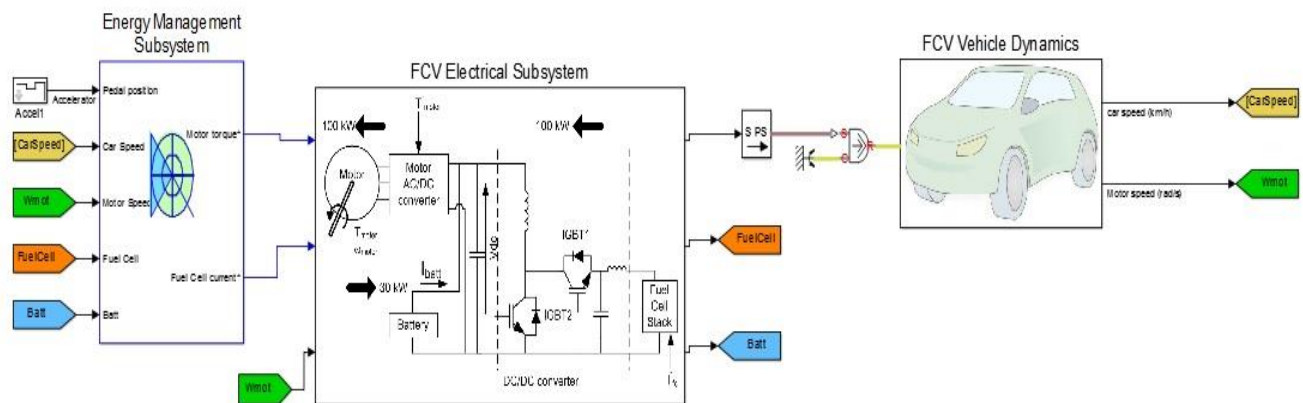 Energy Management
Subsystem
Pedal position
Accelerator
Accel1
[CarSpeed]
Car Speed
Motor torque*
Wmot
Motor Speed
FuelCell
Fuel Cell
Fuel Cell current*
Batt
Batt
Wmot
FCV Electrical Subsystem
100 kW
100 kW
Motor
Motor
AC/DC
converter
Vdc
IGBT1
IGBT2
30 kW
Ibatt
Battery
Fuel
Cell
Stack
DC/DC converter
FuelCell
Batt
S PS
FCV Vehicle Dynamics
S
C
R
car speed (km/h)
[CarSpeed]
Motor speed (rad/s)
Wmot